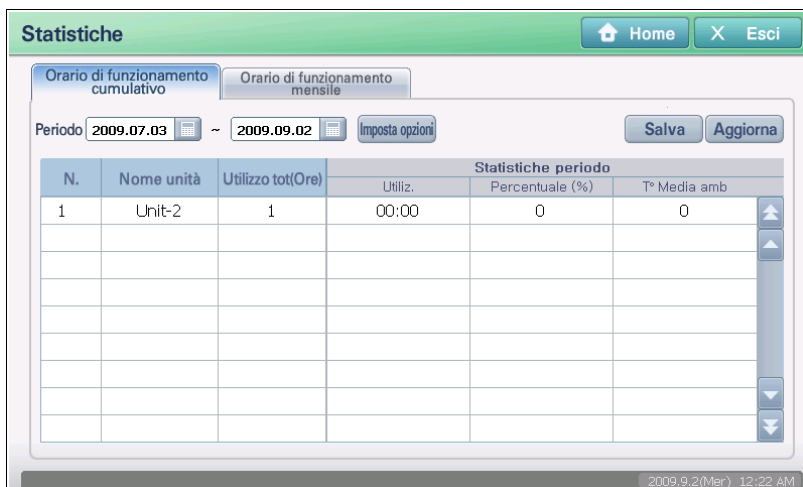 Statistiche
Home
X Esci
Orario di funzionamento
cumulativo
Orario di funzionamento
mensile
Periodo 2009.07.03 ~ 2009.09.02 Imposta opzioni
Salva Aggiorna
N. Nome unità Utilizzo tot(Ore) Statistiche periodo
Utiliz. Percentuale (%) T° Media amb
1 Unit-2 1 00:00 0 0
2009.9.2(Mer) 12:22 AM